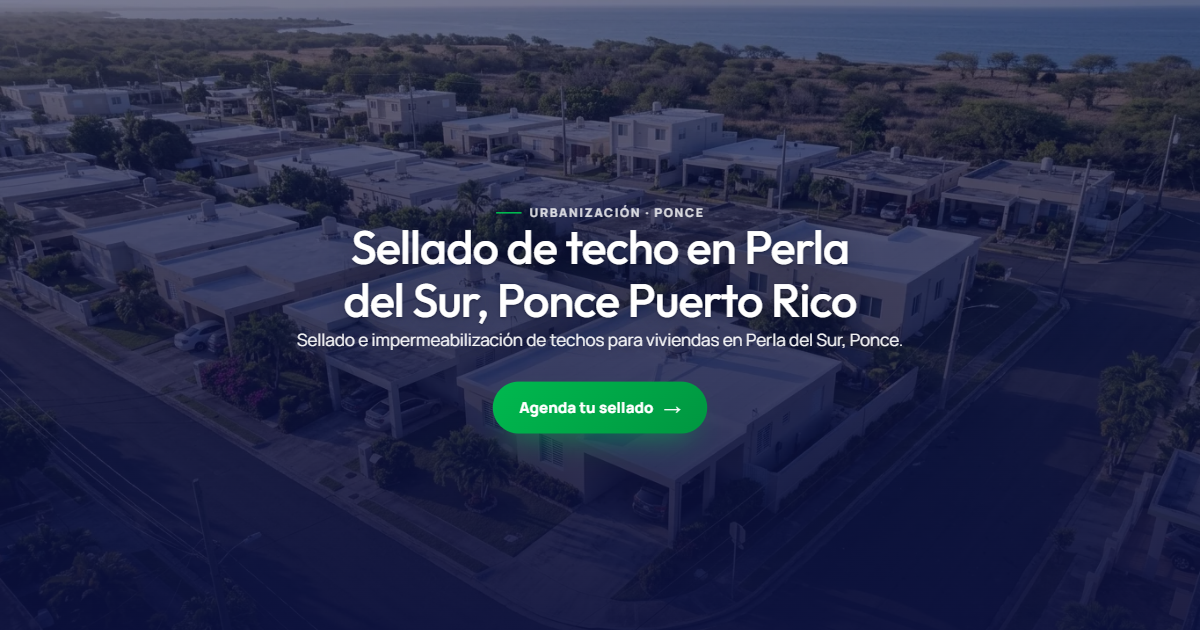 URBANIZACIÓN · PONCE
Sellado de techo en Perla
del Sur, Ponce Puerto Rico
Sellado e impermeabilización de techos para viviendas en Perla del Sur, Ponce.
Agenda tu sellado →